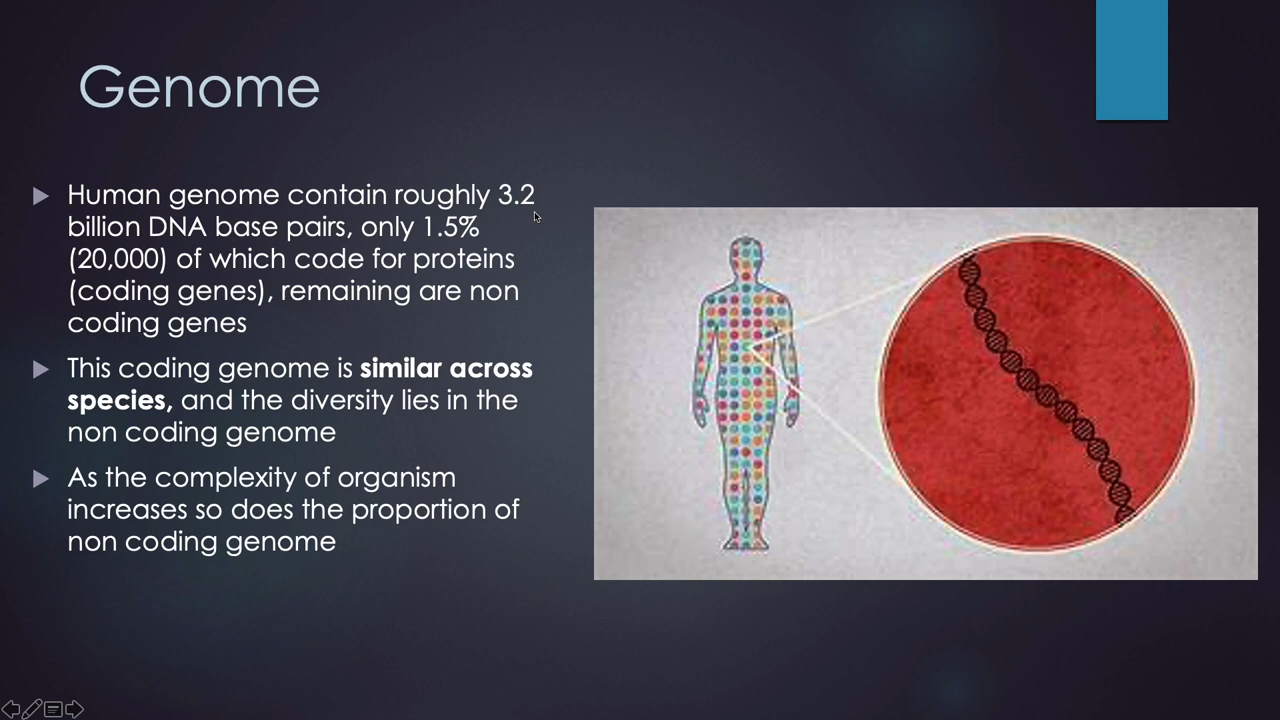 Genome
Human genome contain roughly 3.2
billion DNA base pairs, only 1.5%
(20,000) of which code for proteins
(coding genes), remaining are non
coding genes
This coding genome is similar across
species, and the diversity lies in the
non coding genome
As the complexity of organism
increases so does the proportion of
non coding genome